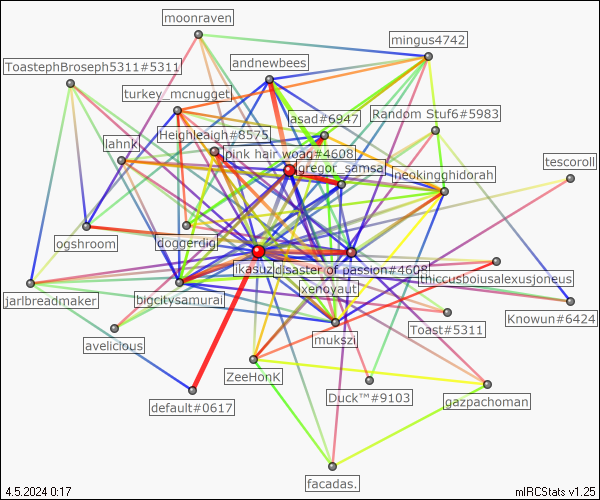 moonraven
mingus4742
ToastephBroseph5311#5311
andnewbees
turkey_mcnugget
asad#6947
Random Stuf6#5983
Heighleaigh#8575
lahnk
pink hair woag#4608
gregor_samsa
neokingghidorah
tescoroll
ogshroom
doggerdig
ikasuz
disaster of passion#4608
thiccusboiusalexusjoneus
jarlbreadmaker
bigcitysamurai
xenoyaut
Knowun#6424
avelicious
mukszi
Toast#5311
ZeeHonK
default#0617
Duck™#9103
gazpachoman
facadas.
4.5.2024 0:17
mIRCStats v1.25